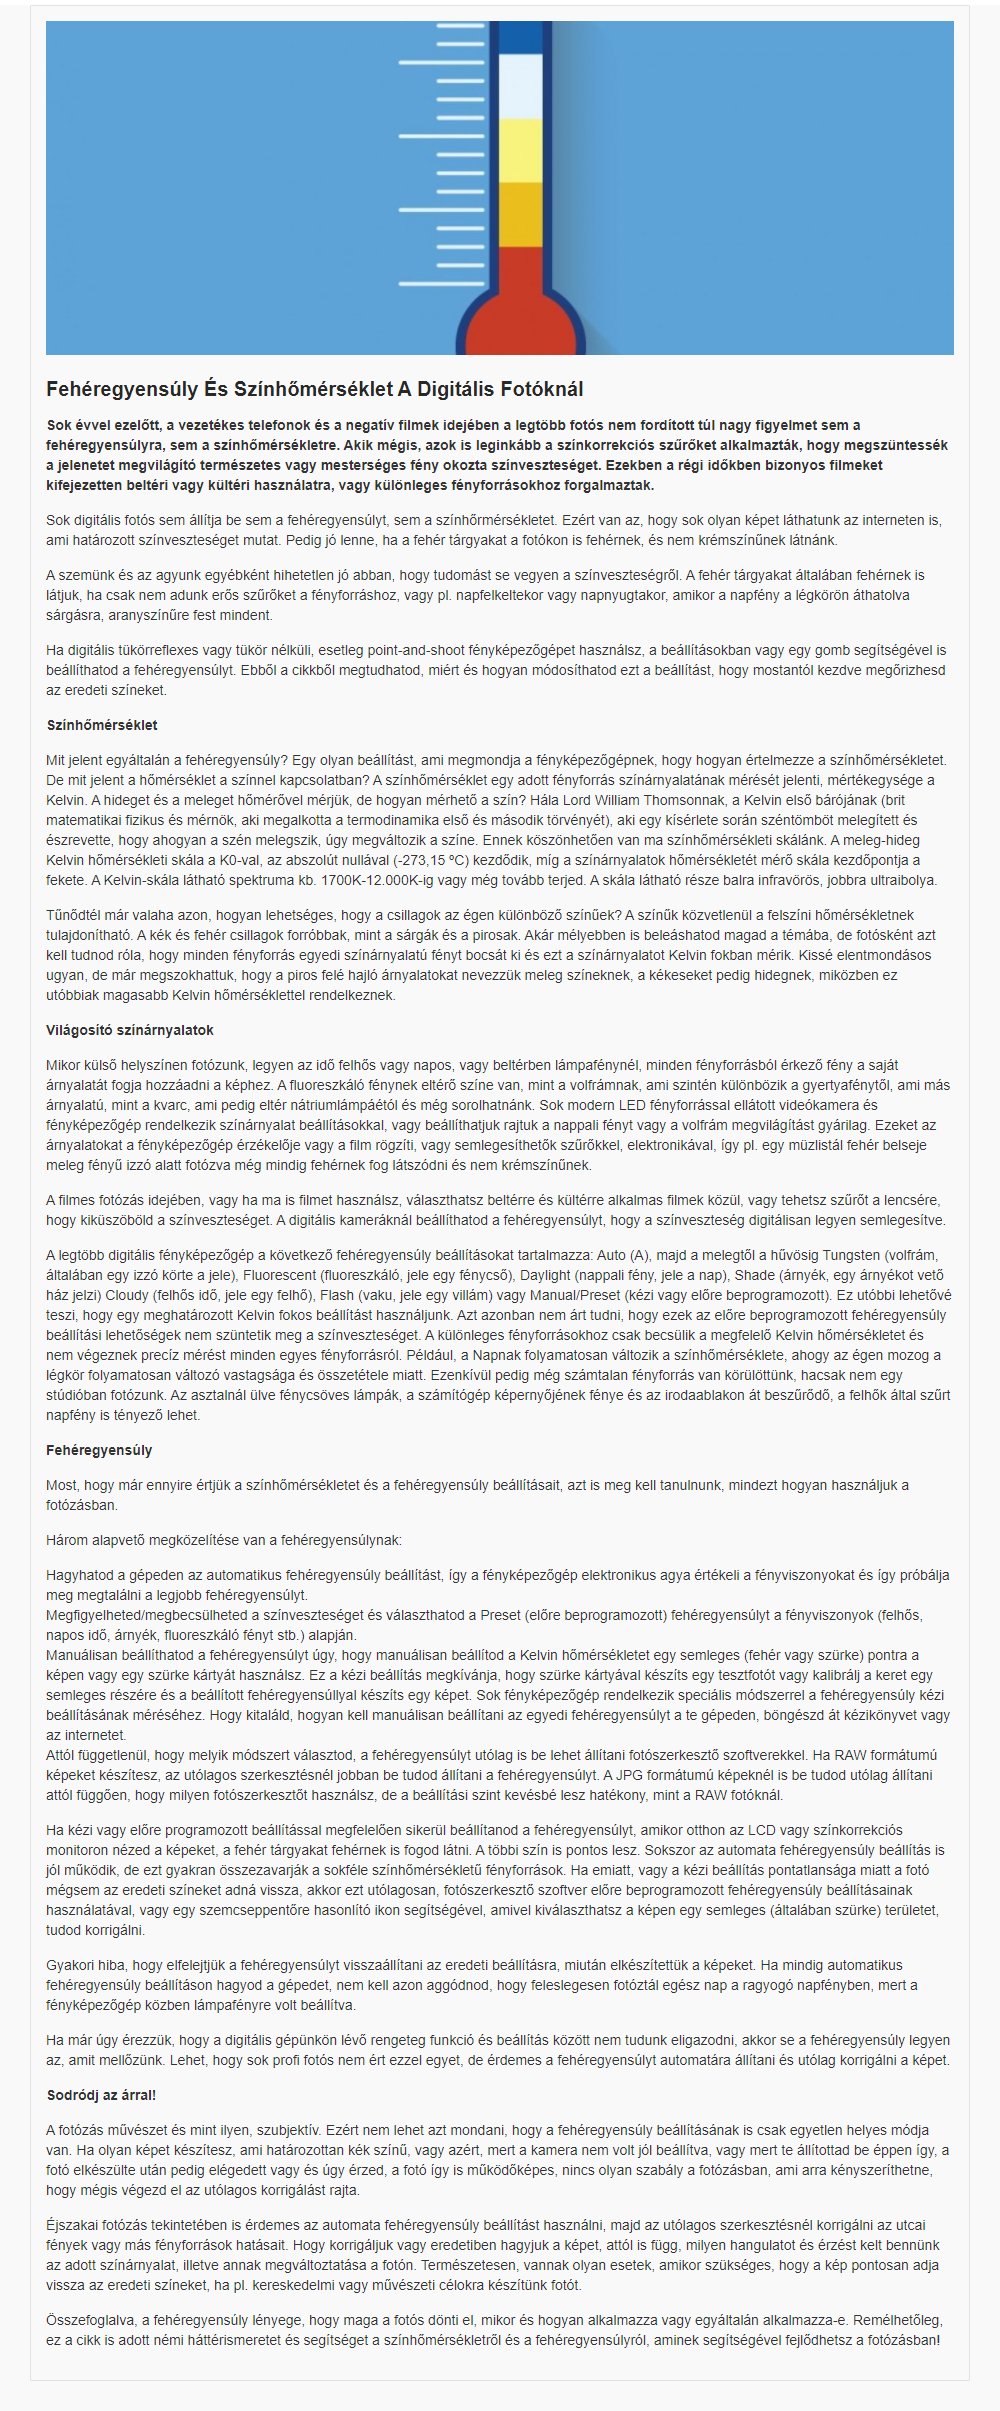 Fehéregyensúly És Színhőmérséklet A Digitális Fotóknál
Sok évvel ezelőtt, a vezetékes telefonok és a negatív filmek idejében a legtöbb fotós nem fordított túl nagy figyelmet sem a
fehéregyensúlyra, sem a színhőmérsékletre. Akik mégis, azok is leginkább a színkorrekciós szűrőket alkalmazták, hogy megszüntessék
a jelenetet megvilágító természetes vagy mesterséges fény okozta színveszteséget. Ezekben a régi időkben bizonyos filmeket
kifejezetten beltéri vagy kültéri használatra, vagy különleges fényforrásokhoz forgalmaztak.
Sok digitális fotós sem állítja be sem a fehéregyensúlyt, sem a színhőrmérsékletet. Ezért van az, hogy sok olyan képet láthatunk az interneten is,
ami határozott színveszteséget mutat. Pedig jó lenne, ha a fehér tárgyakat a fotókon is fehérnek, és nem krémszínűnek látnánk.
A szemünk és az agyunk egyébként hihetetlen jó abban, hogy tudomást se vegyen a színveszteségről. A fehér tárgyakat általában fehérnek is
látjuk, ha csak nem adunk erős szűrőket a fényforráshoz, vagy pl. napfelkeltekor vagy napnyugtakor, amikor a napfény a légkörön áthatolva
sárgásra, aranyszínűre fest mindent.
Ha digitális tükörreflexes vagy tükör nélküli, esetleg point-and-shoot fényképezőgépet használsz, a beállításokban vagy egy gomb segítségével is
beállíthatod a fehéregyensúlyt. Ebből a cikkből megtudhatod, miért és hogyan módosíthatod ezt a beállítást, hogy mostantól kezdve megőrizhesd
az eredeti színeket.
Színhőmérséklet
Mit jelent egyáltalán a fehéregyensúly? Egy olyan beállítást, ami megmondja a fényképezőgépnek, hogy hogyan értelmezze a színhőmérsékletet.
De mit jelent a hőmérséklet a színnel kapcsolatban? A színhőmérséklet egy adott fényforrás színárnyalatának mérését jelenti, mértékegysége a
Kelvin. A hideget és a meleget hőmérővel mérjük, de hogyan mérhető a szín? Hála Lord William Thomsonnak, a Kelvin első bárójának (brit
matematikai fizikus és mérnök, aki megalkotta a termodinamika első és második törvényét), aki egy kísérlete során széntömböt melegített és
észrevette, hogy ahogyan a szén melegszik, úgy megváltozik a színe. Ennek köszönhetően van ma színhőmérsékleti skálánk. A meleg-hideg
Kelvin hőmérsékleti skála a K0-val, az abszolút nullával (-273,15 ºC) kezdődik, míg a színárnyalatok hőmérsékletét mérő skála kezdőpontja a
fekete. A Kelvin-skála látható spektruma kb. 1700K-12.000K-ig vagy még tovább terjed. A skála látható része balra infravörös, jobbra ultraibolya.
Tűnődtél már valaha azon, hogyan lehetséges, hogy a csillagok az égen különböző színűek? A színűk közvetlenül a felszíni hőmérsékletnek
tulajdonítható. A kék és fehér csillagok forróbbak, mint a sárgák és a pirosak. Akár mélyebben is beleáshatod magad a témába, de fotósként azt
kell tudnod róla, hogy minden fényforrás egyedi színárnyalatú fényt bocsát ki és ezt a színárnyalatot Kelvin fokban mérik. Kissé elentmondásos
ugyan, de már megszokhattuk, hogy a piros felé hajló árnyalatokat nevezzük meleg színeknek, a kékeseket pedig hidegnek, miközben ez
utóbbiak magasabb Kelvin hőmérséklettel rendelkeznek.
Világosító színárnyalatok
Mikor külső helyszínen fotózunk, legyen az idő felhős vagy napos, vagy beltérben lámpafénynél, minden fényforrásból érkező fény a saját
árnyalatát fogja hozzáadni a képhez. A fluoreszkáló fénynek eltérő színe van, mint a volfrámnak, ami szintén különbözik a gyertyafénytől, ami más
árnyalatú, mint a kvarc, ami pedig eltér nátriumlámpáétól és még sorolhatnánk. Sok modern LED fényforrással ellátott videókamera és
fényképezőgép rendelkezik színárnyalat beállításokkal, vagy beállíthatjuk rajtuk a nappali fényt vagy a volfrám megvilágítást gyárilag. Ezeket az
árnyalatokat a fényképezőgép érzékelője vagy a film rögzíti, vagy semlegesíthetők szűrőkkel, elektronikával, így pl. egy müzlistál fehér belseje
meleg fényű izzó alatt fotózva még mindig fehérnek fog látszódni és nem krémszínűnek.
A filmes fotózás idejében, vagy ha ma is filmet használsz, választhatsz beltérre és kültérre alkalmas filmek közül, vagy tehetsz szűrőt a lencsére,
hogy kiküszöböld a színveszteséget. A digitális kameráknál beállíthatod a fehéregyensúlyt, hogy a színveszteség digitálisan legyen semlegesítve.
A legtöbb digitális fényképezőgép a következő fehéregyensúly beállításokat tartalmazza: Auto (A), majd a melegtől a hűvösig Tungsten (volfrám,
általában egy izzó körte a jele), Fluorescent (fluoreszkáló, jele egy fénycső), Daylight (nappali fény, jele a nap), Shade (árnyék, egy árnyékot vető
ház jelzi) Cloudy (felhős idő, jele egy felhő), Flash (vaku, jele egy villám) vagy Manual/Preset (kézi vagy előre beprogramozott). Ez utóbbi lehetővé
teszi, hogy egy meghatározott Kelvin fokos beállítást használjunk. Azt azonban nem árt tudni, hogy ezek az előre beprogramozott fehéregyensúly
beállítási lehetőségek nem szüntetik meg a színveszteséget. A különleges fényforrásokhoz csak becsülik a megfelelő Kelvin hőmérsékletet és
nem végeznek precíz mérést minden egyes fényforrásról. Például, a Napnak folyamatosan változik a színhőmérséklete, ahogy az égen mozog a
légkör folyamatosan változó vastagsága és összetétele miatt. Ezenkívül pedig még számtalan fényforrás van körülöttünk, hacsak nem egy
stúdióban fotózunk. Az asztalnál ülve fénycsöves lámpák, a számítógép képernyőjének fénye és az irodaablakon át beszűrődő, a felhők által szűrt
napfény is tényező lehet.
Fehéregyensúly
Most, hogy már ennyire értjük a színhőmérsékletet és a fehéregyensúly beállításait, azt is meg kell tanulnunk, mindezt hogyan használjuk a
fotózásban.
Három alapvető megközelítése van a fehéregyensúlynak:
Hagyhatod a gépeden az automatikus fehéregyensúly beállítást, így a fényképezőgép elektronikus agya értékeli a fényviszonyokat és így próbálja
meg megtalálni a legjobb fehéregyensúlyt.
Megfigyelheted/megbecsülheted a színveszteséget és választhatod a Preset (előre beprogramozott) fehéregyensúlyt a fényviszonyok (felhős,
napos idő, árnyék, fluoreszkáló fényt stb.) alapján.
Manuálisan beállíthatod a fehéregyensúlyt úgy, hogy manuálisan beállítod a Kelvin hőmérsékletet egy semleges (fehér vagy szürke) pontra a
képen vagy egy szürke kártyát használsz. Ez a kézi beállítás megkívánja, hogy szürke kártyával készíts egy tesztfotót vagy kalibrálj a keret egy
semleges részére és a beállított fehéregyensúllyal készíts egy képet. Sok fényképezőgép rendelkezik speciális módszerrel a fehéregyensúly kézi
beállításának méréséhez. Hogy kitaláld, hogyan kell manuálisan beállítani az egyedi fehéregyensúlyt a te gépeden, böngészd át kézikönyvet vagy
az internetet.
Attól függetlenül, hogy melyik módszert választod, a fehéregyensúlyt utólag is be lehet állítani fotószerkesztő szoftverekkel. Ha RAW formátumú
képeket készítesz, az utólagos szerkesztésnél jobban be tudod állítani a fehéregyensúlyt. A JPG formátumú képeknél is be tudod utólag állítani
attól függően, hogy milyen fotószerkesztőt használsz, de a beállítási szint kevésbé lesz hatékony, mint a RAW fotóknál.
Ha kézi vagy előre programozott beállítással megfelelően sikerül beállítanod a fehéregyensúlyt, amikor otthon az LCD vagy színkorrekciós
monitoron nézed a képeket, a fehér tárgyakat fehérnek is fogod látni. A többi szín is pontos lesz. Sokszor az automata fehéregyensúly beállítás is
jól működik, de ezt gyakran összezavarják a sokféle színhőmérsékletű fényforrások. Ha emiatt, vagy a kézi beállítás pontatlansága miatt a fotó
mégsem az eredeti színeket adná vissza, akkor ezt utólagosan, fotószerkesztő szoftver előre beprogramozott fehéregyensúly beállításainak
használatával, vagy egy szemcseppentőre hasonlító ikon segítségével, amivel kiválaszthatsz a képen egy semleges (általában szürke) területet,
tudod korrigálni.
Gyakori hiba, hogy elfelejtjük a fehéregyensúlyt visszaállítani az eredeti beállításra, miután elkészítettük a képeket. Ha mindig automatikus
fehéregyensúly beállításon hagyod a gépedet, nem kell azon aggódnod, hogy feleslegesen fotóztál egész nap a ragyogó napfényben, mert a
fényképezőgép közben lámpafényre volt beállítva.
Ha már úgy érezzük, hogy a digitális gépünkön lévő rengeteg funkció és beállítás között nem tudunk eligazodni, akkor se a fehéregyensúly legyen
az, amit mellőzünk. Lehet, hogy sok profi fotós nem ért ezzel egyet, de érdemes a fehéregyensúlyt automatára állítani és utólag korrigálni a képet.
Sodródj az árral!
A fotózás művészet és mint ilyen, szubjektív. Ezért nem lehet azt mondani, hogy a fehéregyensúly beállításának is csak egyetlen helyes módja
van. Ha olyan képet készítesz, ami határozottan kék színű, vagy azért, mert a kamera nem volt jól beállítva, vagy mert te állítottad be éppen így, a
fotó elkészülte után pedig elégedett vagy és úgy érzed, a fotó így is működőképes, nincs olyan szabály a fotózásban, ami arra kényszeríthetne,
hogy mégis végezd el az utólagos korrigálást rajta.
Éjszakai fotózás tekintetében is érdemes az automata fehéregyensúly beállítást használni, majd az utólagos szerkesztésnél korrigálni az utcai
fények vagy más fényforrások hatásait. Hogy korrigáljuk vagy eredetiben hagyjuk a képet, attól is függ, milyen hangulatot és érzést kelt bennünk
az adott színárnyalat, illetve annak megváltoztatása a fotón. Természetesen, vannak olyan esetek, amikor szükséges, hogy a kép pontosan adja
vissza az eredeti színeket, ha pl. kereskedelmi vagy művészeti célokra készítünk fotót.
Összefoglalva, a fehéregyensúly lényege, hogy maga a fotós dönti el, mikor és hogyan alkalmazza vagy egyáltalán alkalmazza-e. Remélhetőleg,
ez a cikk is adott némi háttérismeretet és segítséget a színhőmérsékletről és a fehéregyensúlyról, aminek segítségével fejlődhetsz a fotózásban!